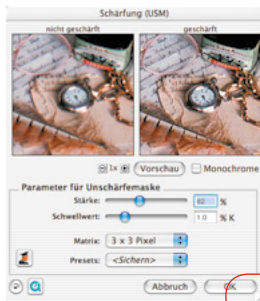 Schärfung (USM)
nicht geschärft geschärft
1x Vorschau Monochrome
Parameter für Unschärfemaske
Stärke: 82 %
Schwellwert: 1.0 % K
Matrix: 3 x 3 Pixel
Presets: <Sichern>
Abbruch OK